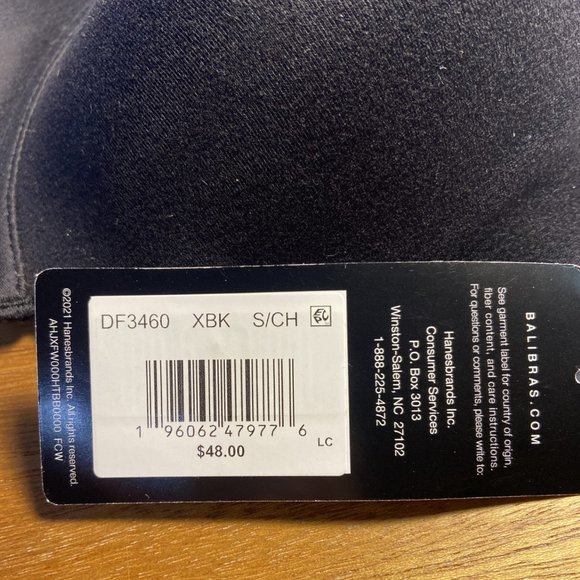 DF3460 XBK S/CH
1 96062 47977 6
$48.00
LC
BALIBRAS.COM
See garment label for country of origin,
fiber content, and care instructions.
For questions or comments, please write to:
Hanesbrands Inc.
Consumer Services
P.O. Box 3013
Winston-Salem, NC 27102
1-888-225-4872
©2021 Hanesbrands Inc. All rights reserved.
AHJXFW000HTBB0000 FCW